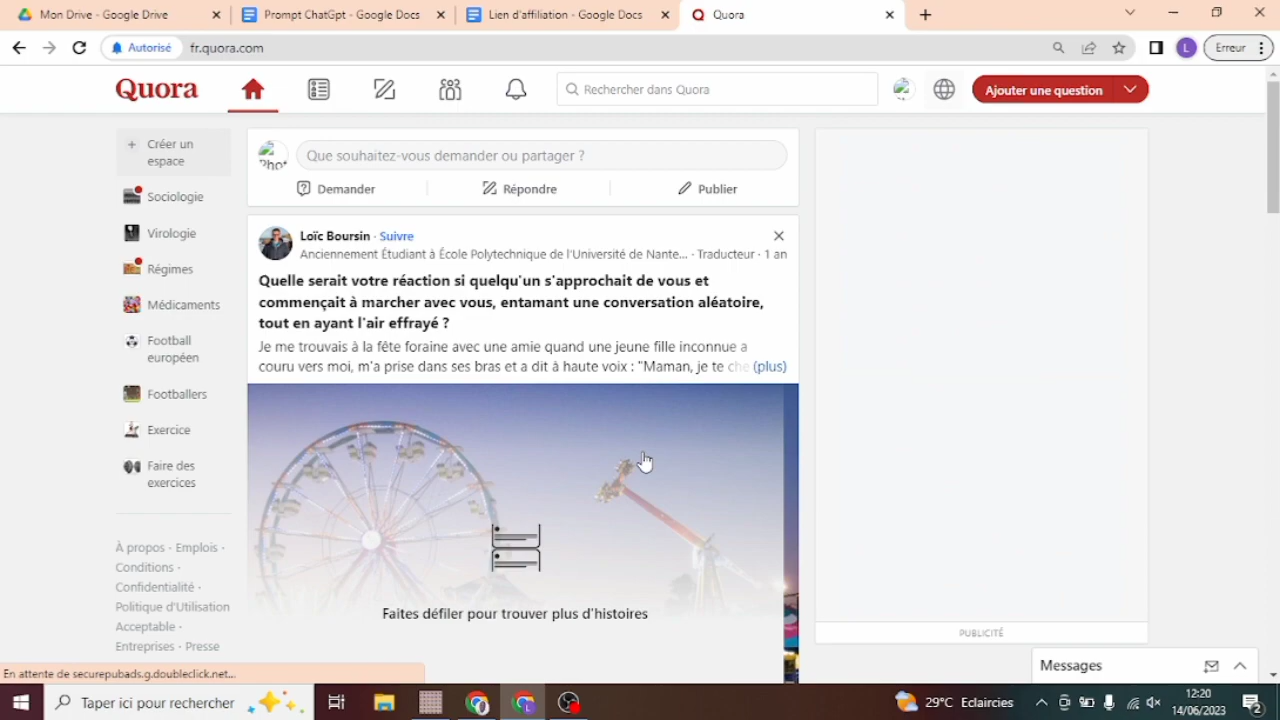 Mon Drive - Google Drive
Prompt ChatGpt - Google Docs
Lien d'affiliation - Google Docs
Quora
Autorisé
fr.quora.com
L
Erreur
Quora
Rechercher dans Quora
Ajouter une question
+ Créer un
espace
Sociologie
Virologie
Régimes
Médicaments
Football
européen
Footballers
Exercice
Faire des
exercices
À propos · Emplois ·
Conditions ·
Confidentialité ·
Politique d'Utilisation
Acceptable ·
Entreprises · Presse
Phot
Que souhaitez-vous demander ou partager ?
Demander
Répondre
Publier
Loïc Boursin · Suivre
Anciennement Étudiant à École Polytechnique de l'Université de Nante... · Traducteur · 1 an
Quelle serait votre réaction si quelqu'un s'approchait de vous et
commençait à marcher avec vous, entamant une conversation aléatoire,
tout en ayant l'air effrayé ?
Je me trouvais à la fête foraine avec une amie quand une jeune fille inconnue a
couru vers moi, m'a prise dans ses bras et a dit à haute voix : "Maman, je te che (plus)
Faites défiler pour trouver plus d'histoires
PUBLICITÉ
Messages
En attente de securepubads.g.doubleclick.net...
Taper ici pour rechercher
29°C Eclaircies
12:20
14/06/2023
2